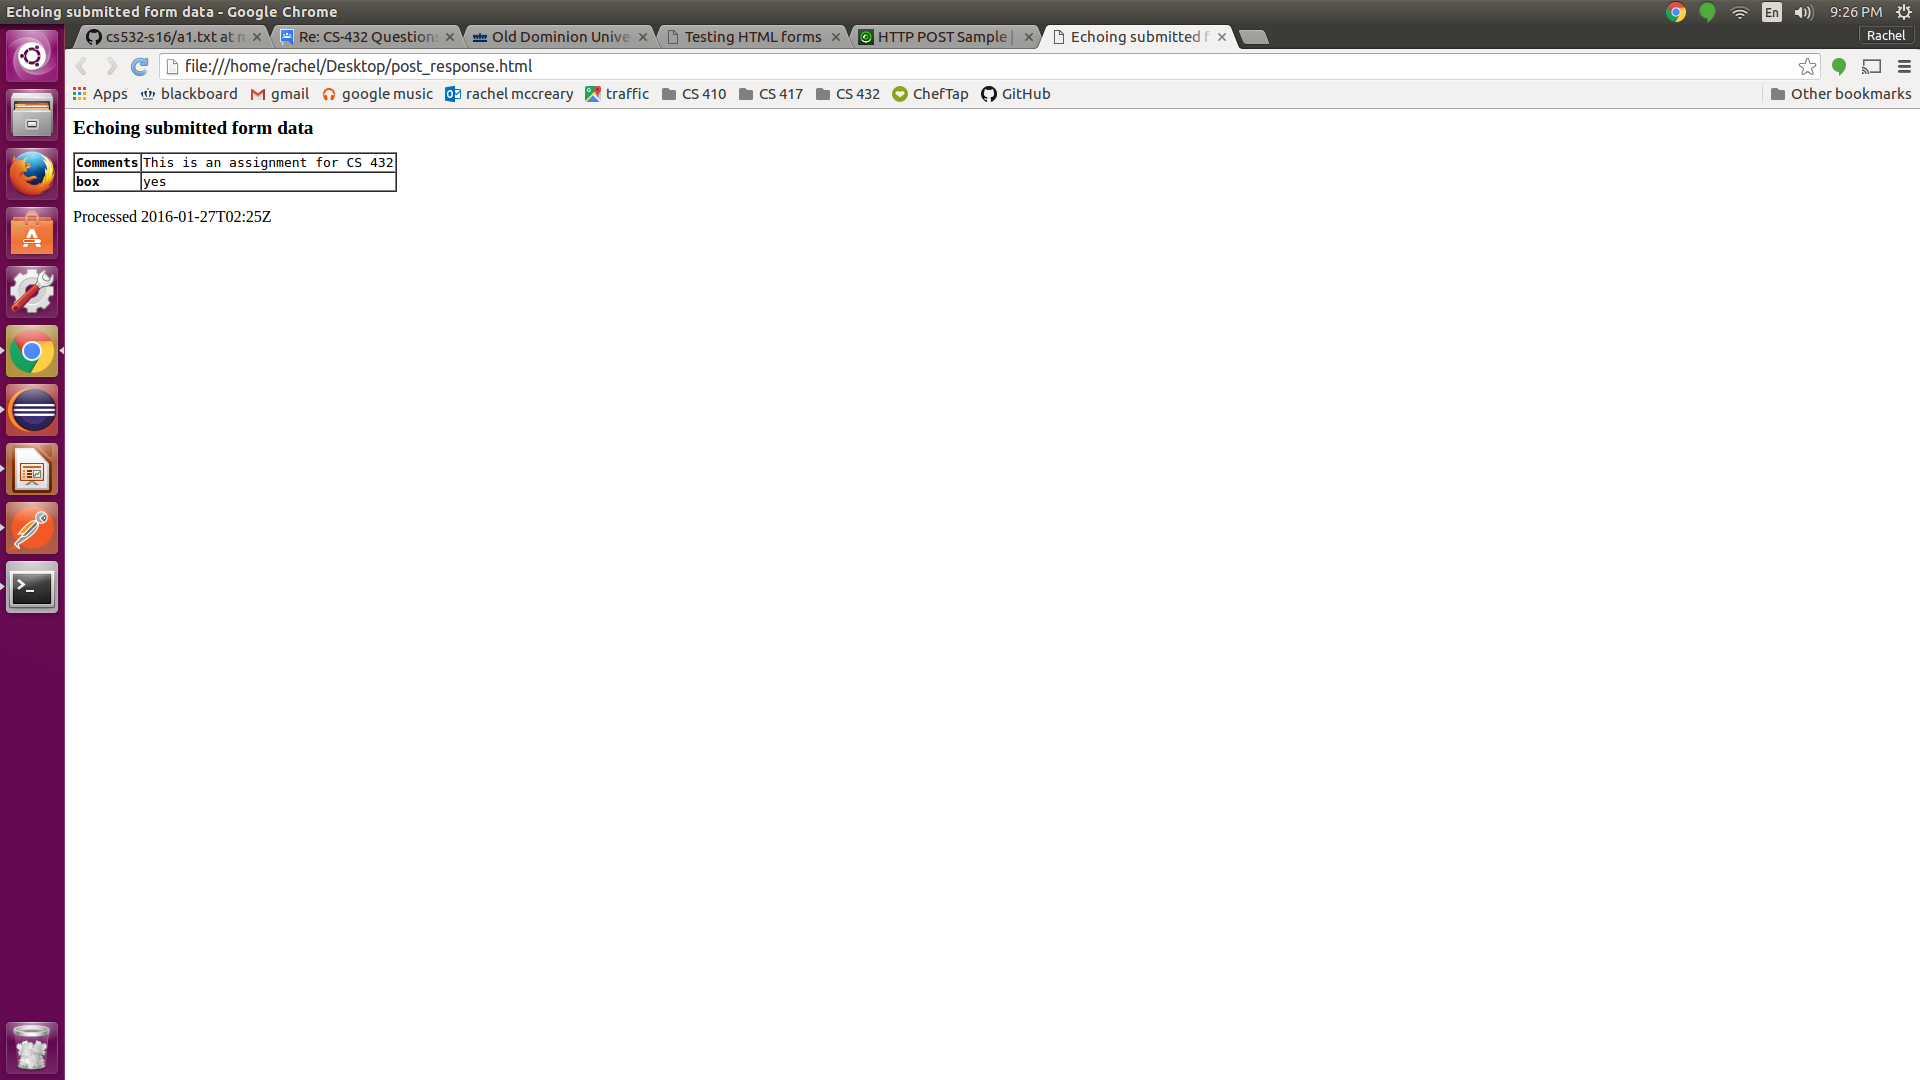 Echoing submitted form data - Google Chrome
En
9:26 PM
cs532-s16/a1.txt at
Re: CS-432 Question
Old Dominion Unive
Testing HTML forms
HTTP POST Sample |
Echoing submitted f
Rachel
file:///home/rachel/Desktop/post_response.html
Apps
blackboard
gmail
google music
rachel mccreary
traffic
CS 410
CS 417
CS 432
ChefTap
GitHub
Other bookmarks
Echoing submitted form data
Comments This is an assignment for CS 432
box yes
Processed 2016-01-27T02:25Z